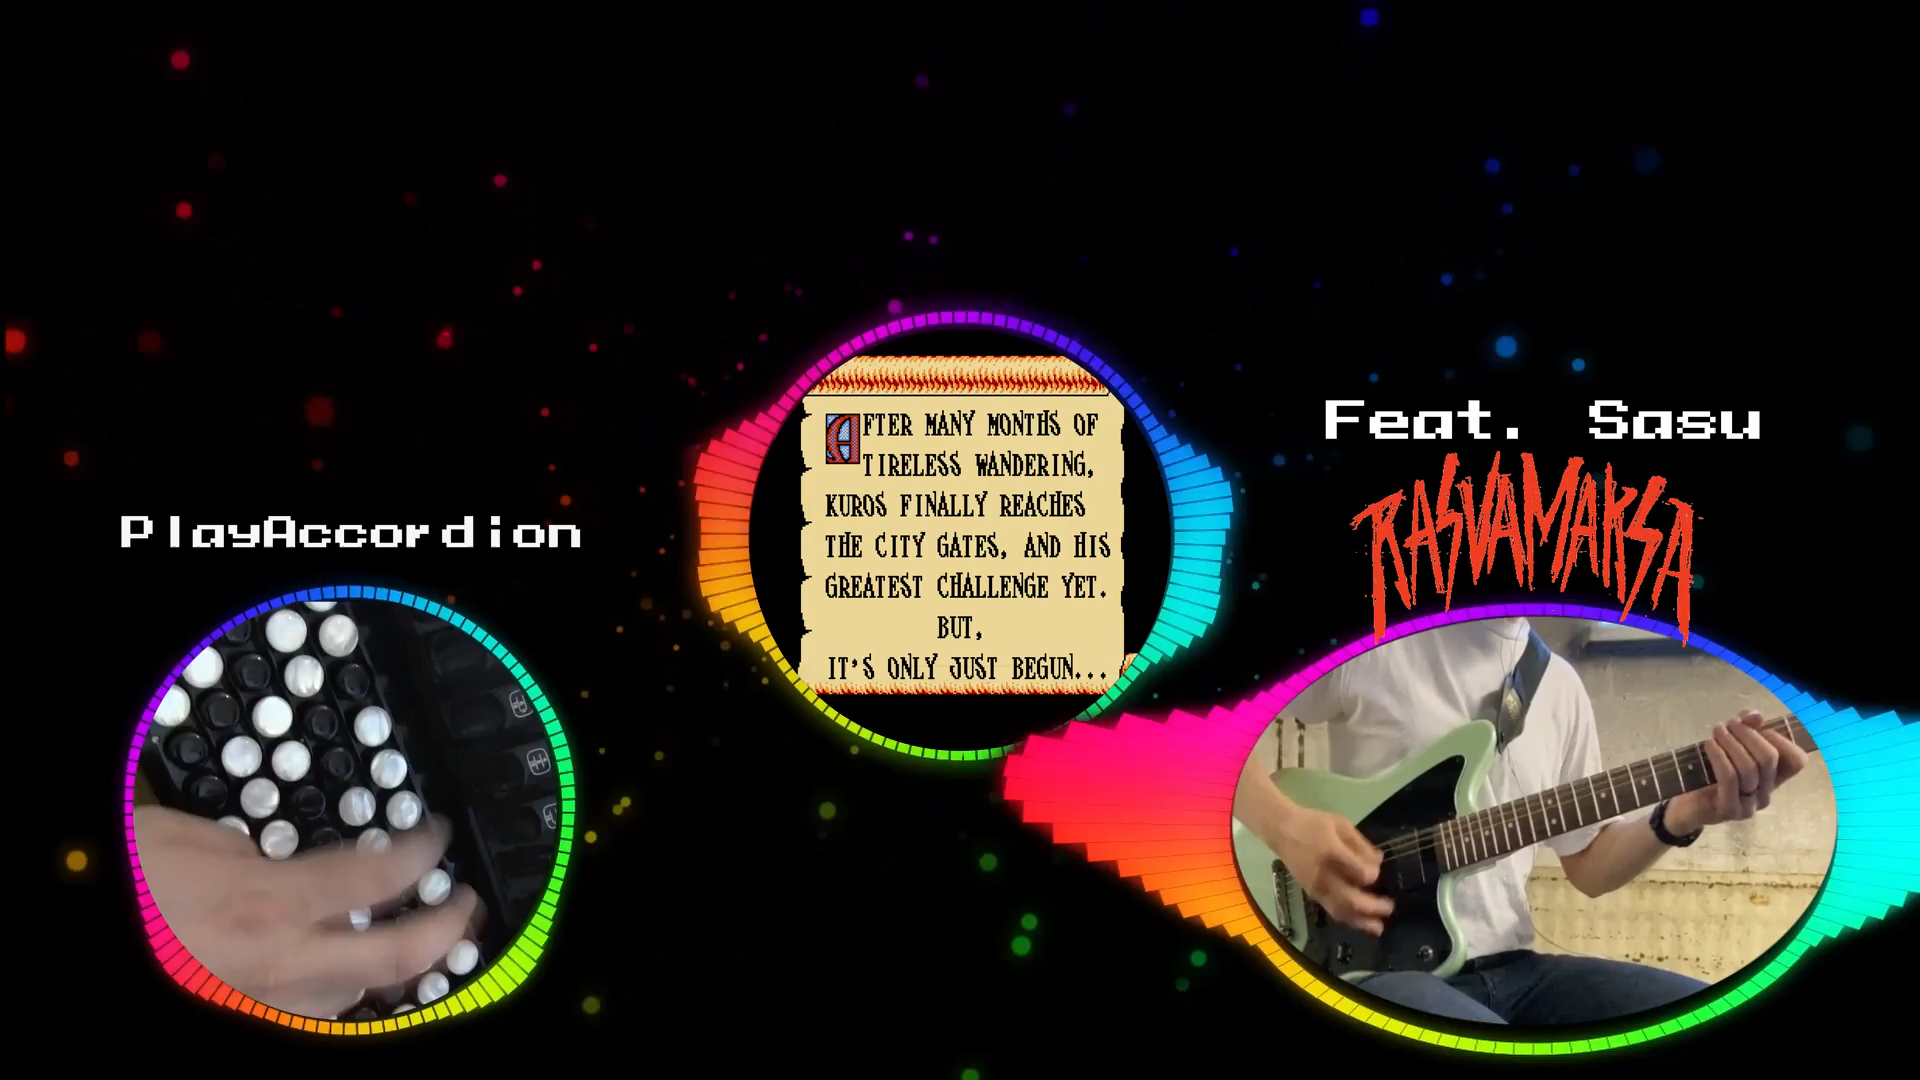 PlayAccordion
AFTER MANY MONTHS OF
TIRELESS WANDERING,
KUROS FINALLY REACHES
THE CITY GATES, AND HIS
GREATEST CHALLENGE YET.
BUT,
IT'S ONLY JUST BEGUN...
Feat. Sasu
RASVAMAKSA